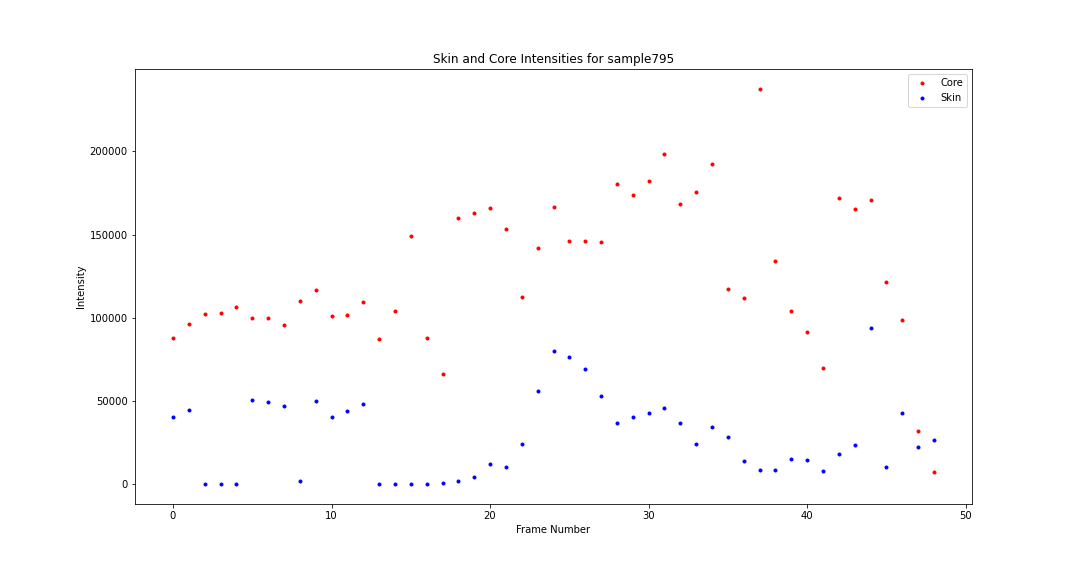 Skin and Core Intensities for sample795
Core
Skin
200000
150000
100000
50000
0
Intensity
0 10 20 30 40 50
Frame Number